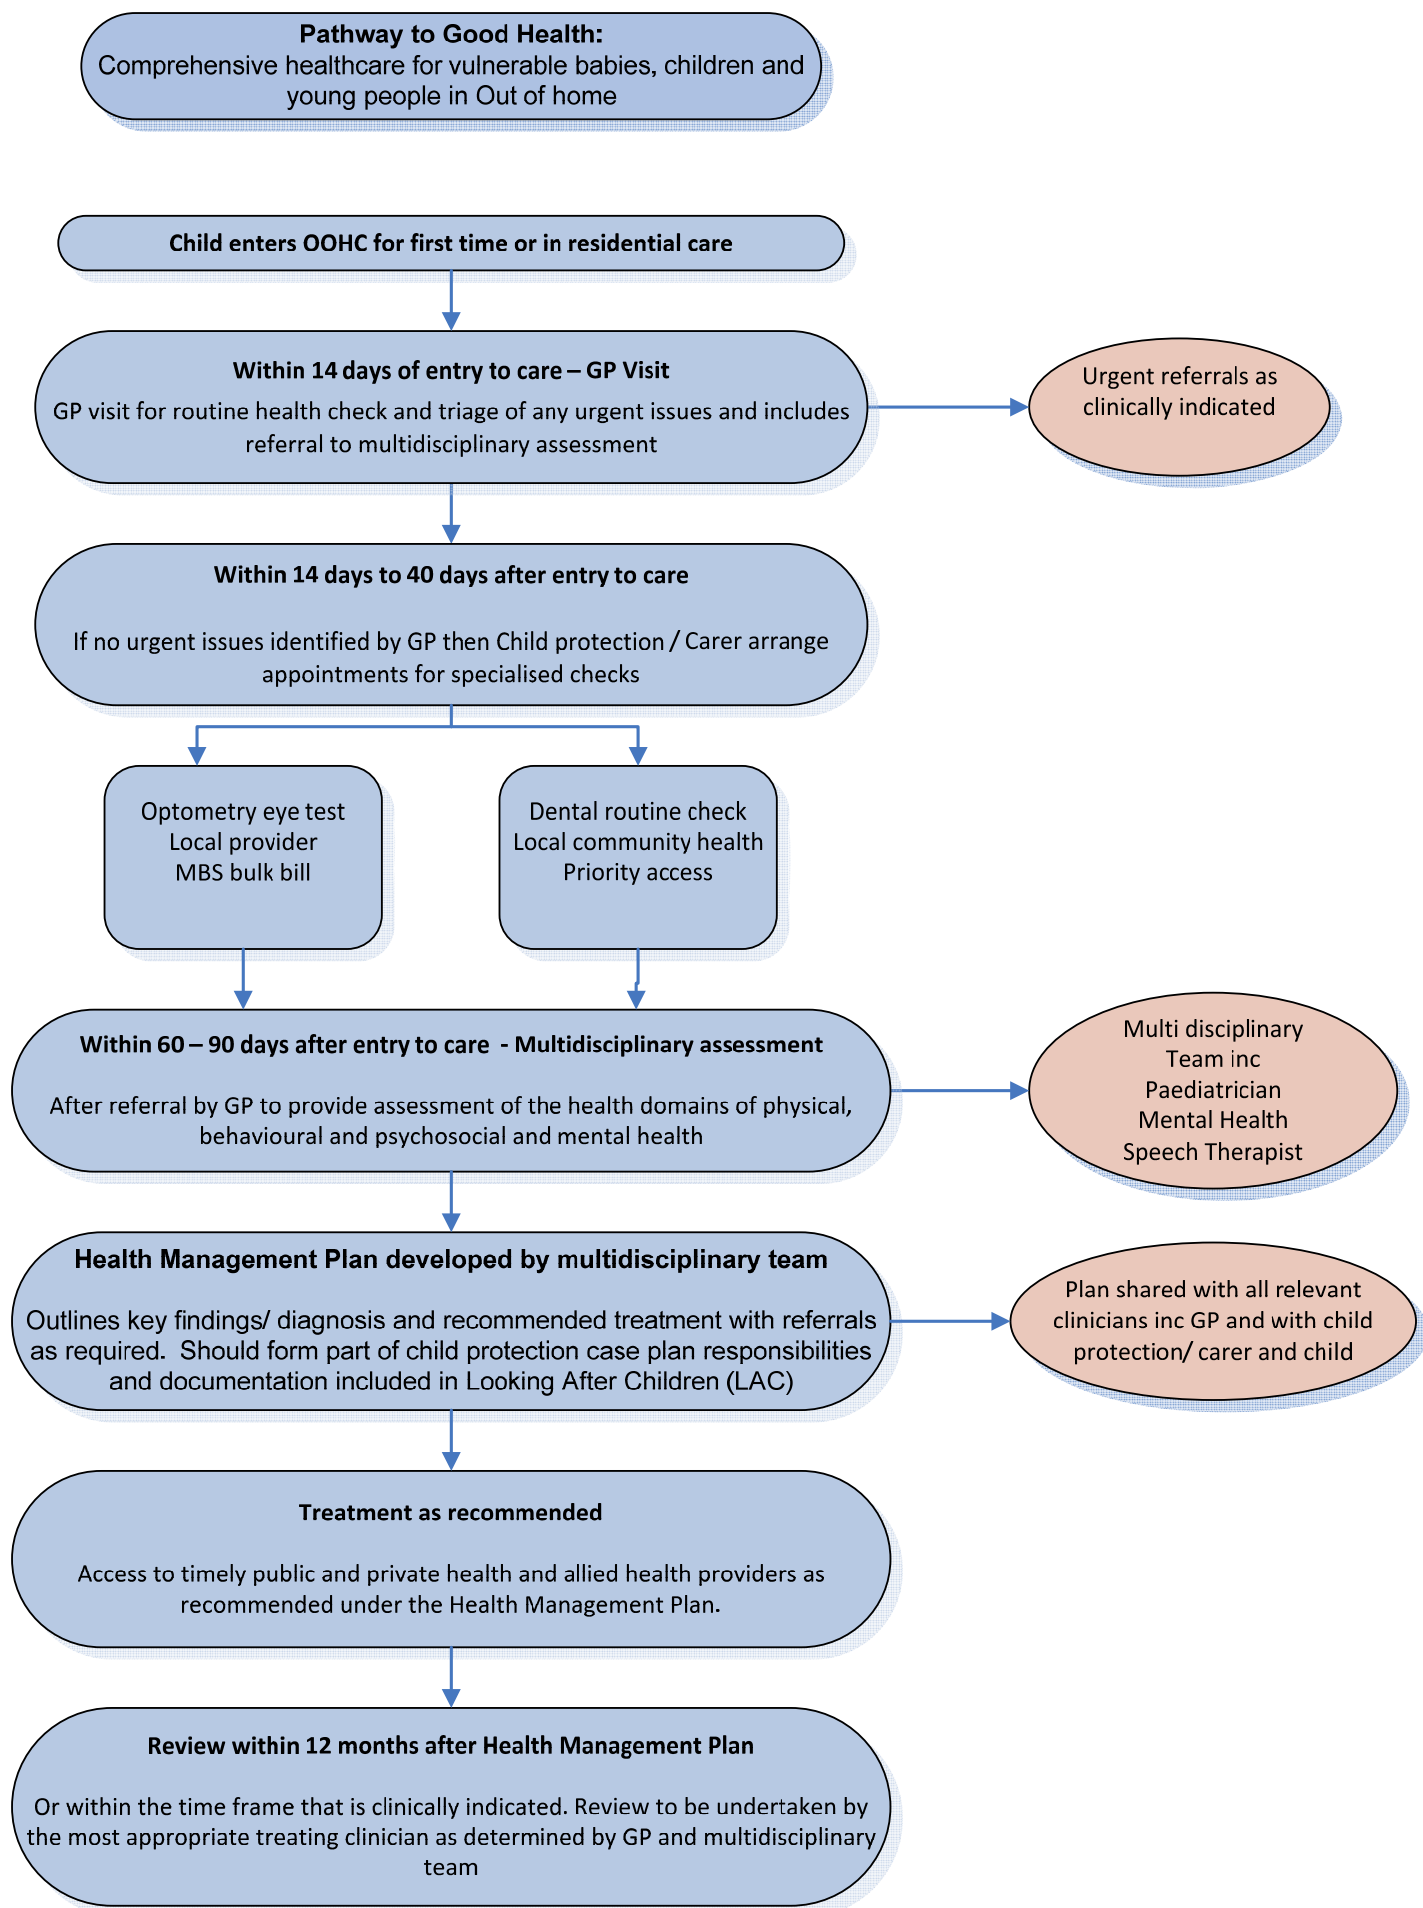 Pathway to Good Health:
Comprehensive healthcare for vulnerable babies, children and
young people in Out of home
Child enters OOHC for first time or in residential care
Within 14 days of entry to care – GP Visit
GP visit for routine health check and triage of any urgent issues and includes
referral to multidisciplinary assessment
Urgent referrals as
clinically indicated
Within 14 days to 40 days after entry to care
If no urgent issues identified by GP then Child protection / Carer arrange
appointments for specialised checks
Optometry eye test
Local provider
MBS bulk bill
Dental routine check
Local community health
Priority access
Within 60 – 90 days after entry to care - Multidisciplinary assessment
After referral by GP to provide assessment of the health domains of physical,
behavioural and psychosocial and mental health
Multi disciplinary
Team inc
Paediatrician
Mental Health
Speech Therapist
Health Management Plan developed by multidisciplinary team
Outlines key findings/ diagnosis and recommended treatment with referrals
as required. Should form part of child protection case plan responsibilities
and documentation included in Looking After Children (LAC)
Plan shared with all relevant
clinicians inc GP and with child
protection/ carer and child
Treatment as recommended
Access to timely public and private health and allied health providers as
recommended under the Health Management Plan.
Review within 12 months after Health Management Plan
Or within the time frame that is clinically indicated. Review to be undertaken by
the most appropriate treating clinician as determined by GP and multidisciplinary
team